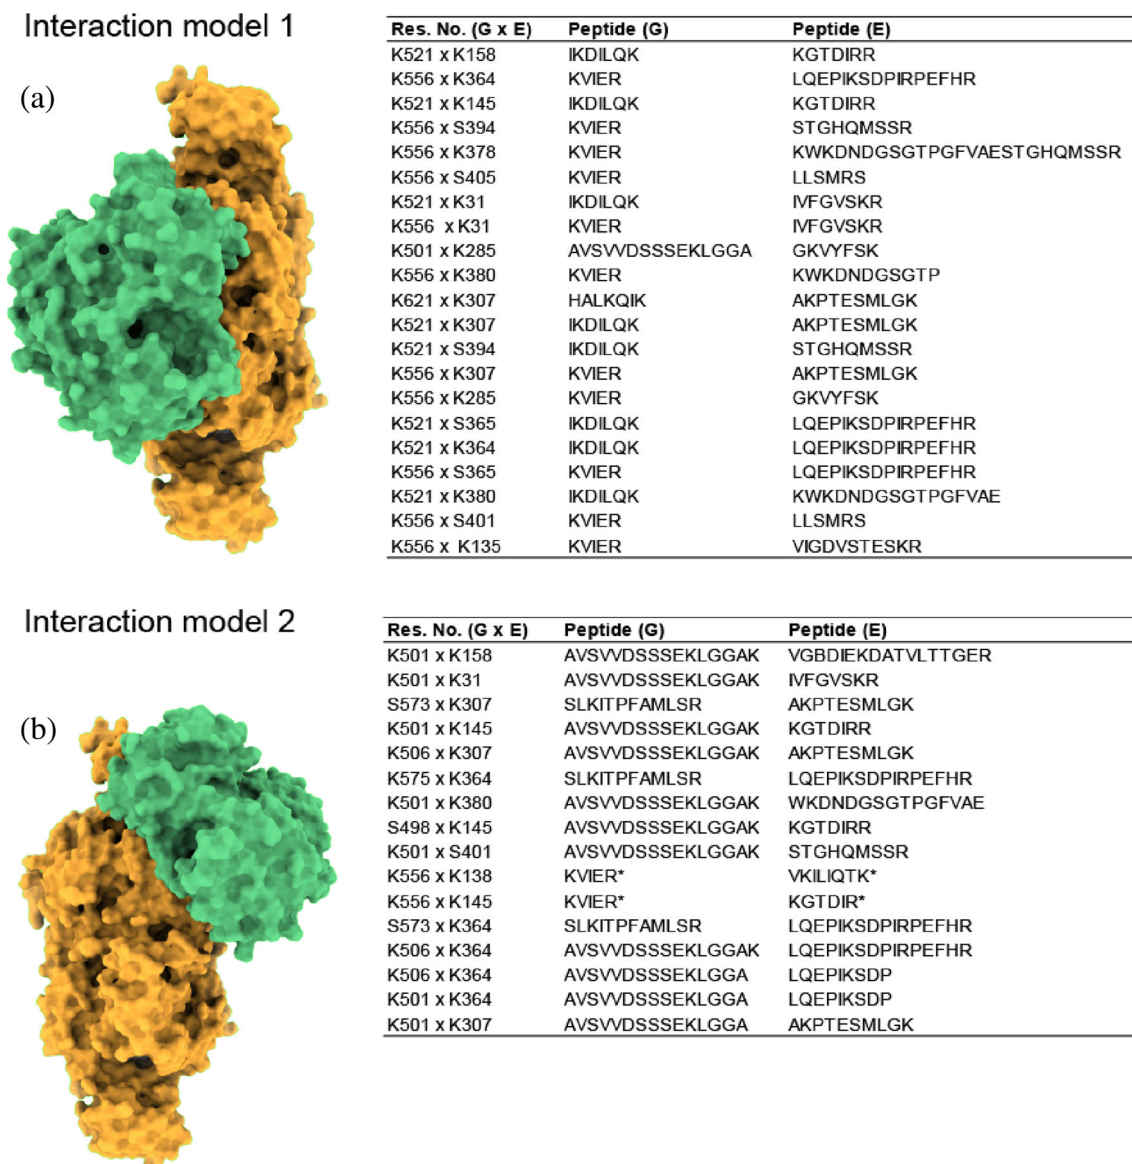 Interaction model 1
(a)
Res. No. (G x E) Peptide (G) Peptide (E)
K521 x K158 IKDILQK KGTDIRR
K556 x K364 KVIER LQEPIKSDPIRPEFHR
K521 x K145 IKDILQK KGTDIRR
K556 x S394 KVIER STGHQMSSR
K556 x K378 KVIER KWKDNDGSGTPGFVAESTGHQMSSR
K556 x S405 KVIER LLSMRS
K521 x K31 IKDILQK IVFGVSKR
K556 x K31 KVIER IVFGVSKR
K501 x K285 AVSVVDSSSEKLGGA GKVYFSK
K556 x K380 KVIER KWKDNDGSGTP
K621 x K307 HALKQIK AKPTESMLGK
K521 x K307 IKDILQK AKPTESMLGK
K521 x S394 IKDILQK STGHQMSSR
K556 x K307 KVIER AKPTESMLGK
K556 x K285 KVIER GKVYFSK
K521 x S365 IKDILQK LQEPIKSDPIRPEFHR
K521 x K364 IKDILQK LQEPIKSDPIRPEFHR
K556 x S365 KVIER LQEPIKSDPIRPEFHR
K521 x K380 IKDILQK KWKDNDGSGTPGFVAE
K556 x S401 KVIER LLSMRS
K556 x K135 KVIER VIGDVSTESKR
Interaction model 2
(b)
Res. No. (G x E) Peptide (G) Peptide (E)
K501 x K158 AVSVVDSSSEKLGGAK VGBDIEKDATVLTTGER
K501 x K31 AVSVVDSSSEKLGGAK IVFGVSKR
S573 x K307 SLKITPFAMLSR AKPTESMLGK
K501 x K145 AVSVVDSSSEKLGGAK KGTDIRR
K506 x K307 AVSVVDSSSEKLGGAK AKPTESMLGK
K575 x K364 SLKITPFAMLSR LQEPIKSDPIRPEFHR
K501 x K380 AVSVVDSSSEKLGGAK WKDNDGSGTPGFVAE
S498 x K145 AVSVVDSSSEKLGGAK KGTDIRR
K501 x S401 AVSVVDSSSEKLGGAK STGHQMSSR
K556 x K138 KVIER* VKILIQTK*
K556 x K145 KVIER* KGTDIR*
S573 x K364 SLKITPFAMLSR LQEPIKSDPIRPEFHR
K506 x K364 AVSVVDSSSEKLGGAK LQEPIKSDPIRPEFHR
K506 x K364 AVSVVDSSSEKLGGA LQEPIKSDP
K501 x K364 AVSVVDSSSEKLGGA LQEPIKSDP
K501 x K307 AVSVVDSSSEKLGGA AKPTESMLGK